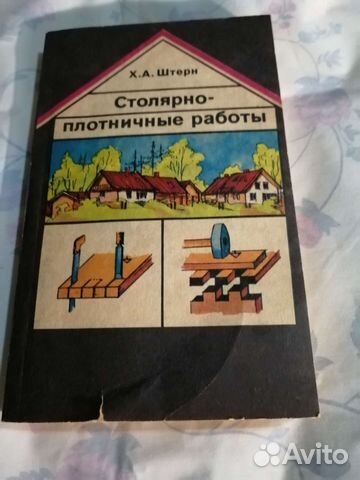 Х.А. Штерн
Столярно-
плотничные работы
Avito